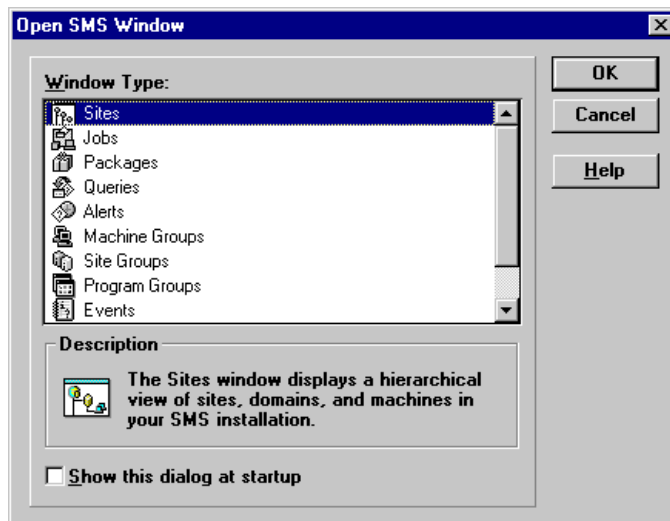 Open SMS Window
Window Type:
Sites
Jobs
Packages
Queries
Alerts
Machine Groups
Site Groups
Program Groups
Events
OK
Cancel
Help
Description
The Sites window displays a hierarchical
view of sites, domains, and machines in
your SMS installation.
Show this dialog at startup